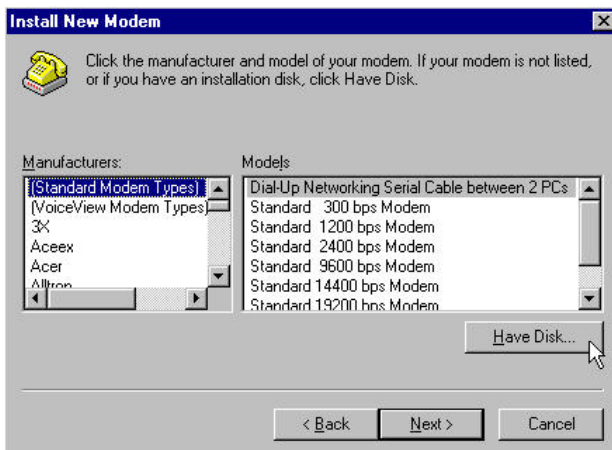 Install New Modem
Click the manufacturer and model of your modem. If your modem is not listed,
or if you have an installation disk, click Have Disk.
Manufacturers:
(Standard Modem Types)
(VoiceView Modem Types)
3X
Aceex
Acer
Alltron
Models
Dial-Up Networking Serial Cable between 2 PCs
Standard 300 bps Modem
Standard 1200 bps Modem
Standard 2400 bps Modem
Standard 9600 bps Modem
Standard 14400 bps Modem
Standard 19200 bps Modem
Have Disk...
< Back
Next >
Cancel